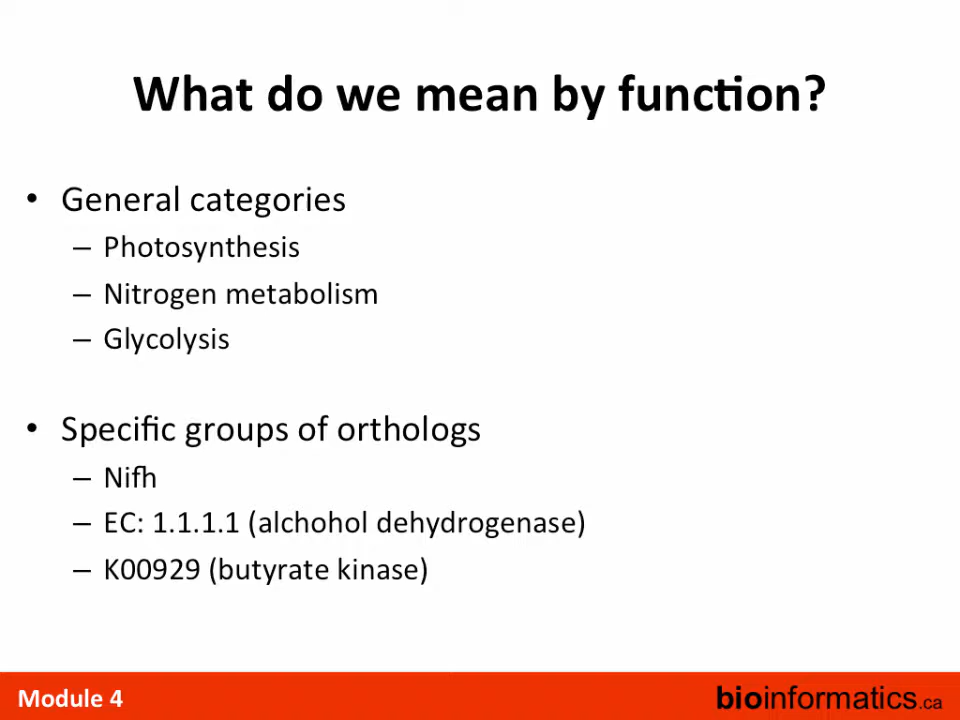 What do we mean by function?
• General categories
– Photosynthesis
– Nitrogen metabolism
– Glycolysis
• Specific groups of orthologs
– Nifh
– EC: 1.1.1.1 (alchohol dehydrogenase)
– K00929 (butyrate kinase)
Module 4
bioinformatics.ca